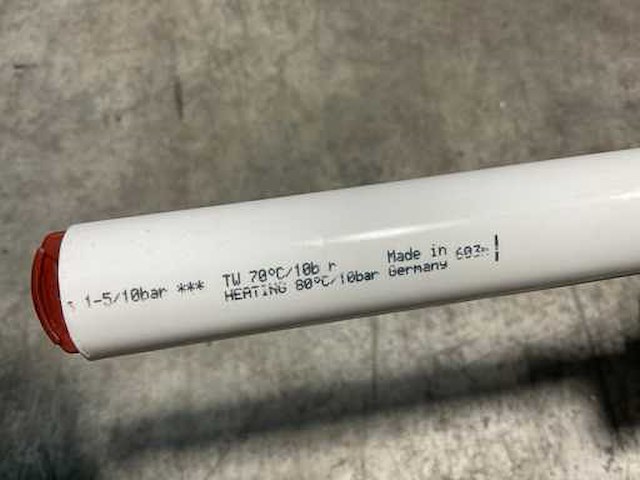 1-5/10bar *** TW 70°C/10b r Made in
HEATING 80°C/10bar Germany